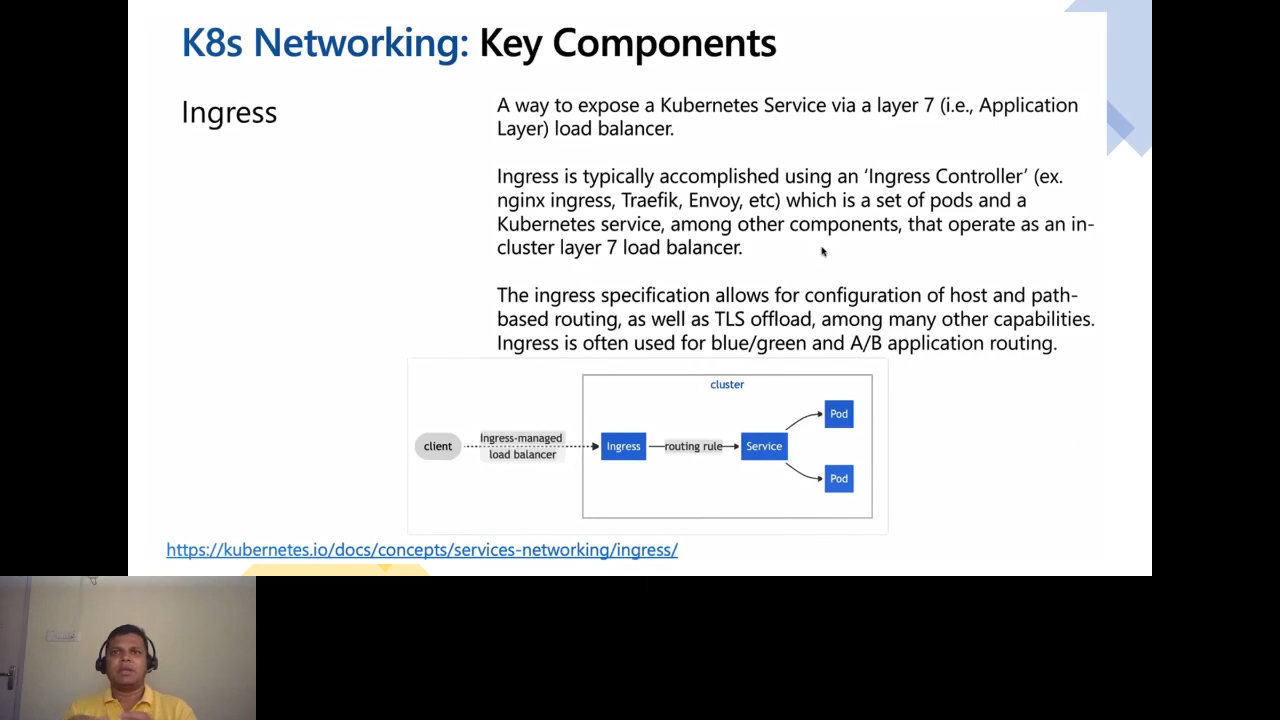 K8s Networking: Key Components
Ingress
A way to expose a Kubernetes Service via a layer 7 (i.e., Application
Layer) load balancer.
Ingress is typically accomplished using an ‘Ingress Controller’ (ex.
nginx ingress, Traefik, Envoy, etc) which is a set of pods and a
Kubernetes service, among other components, that operate as an in-
cluster layer 7 load balancer.
The ingress specification allows for configuration of host and path-
based routing, as well as TLS offload, among many other capabilities.
Ingress is often used for blue/green and A/B application routing.
cluster
client
Ingress-managed
load balancer
Ingress
routing rule
Service
Pod
Pod
https://kubernetes.io/docs/concepts/services-networking/ingress/